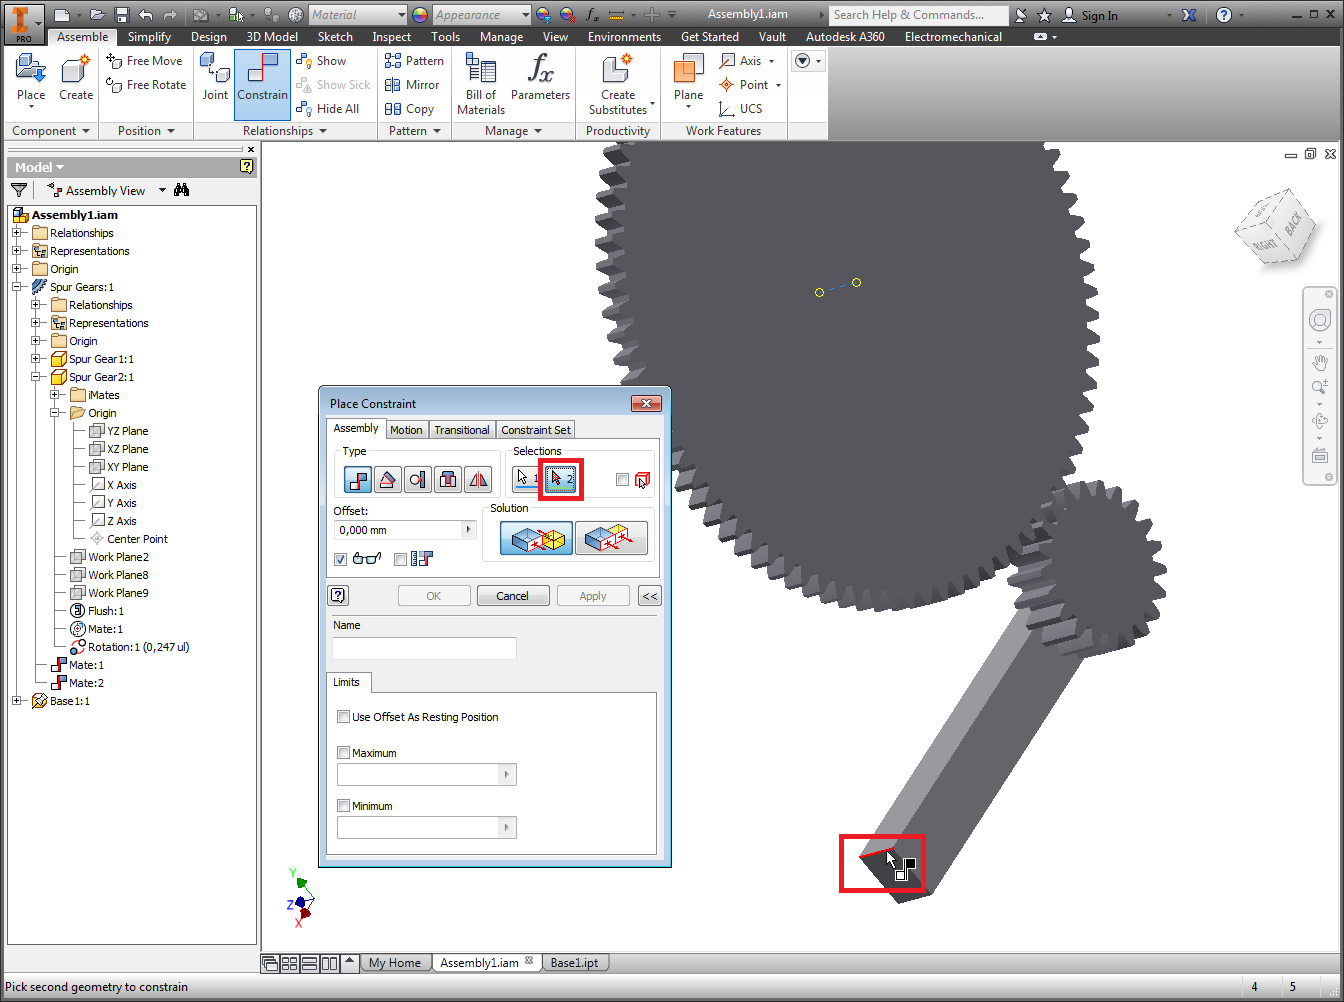 PRO
Material
Appearance
Assembly1.iam
Search Help & Commands...
Sign In
Assemble
Simplify
Design
3D Model
Sketch
Inspect
Tools
Manage
View
Environments
Get Started
Vault
Autodesk A360
Electromechanical
Place
Create
Free Move
Free Rotate
Joint
Constrain
Show
Show Sick
Hide All
Pattern
Mirror
Copy
Bill of
Materials
fx
Parameters
Create
Substitutes
Plane
Axis
Point
UCS
Component
Position
Relationships
Pattern
Manage
Productivity
Work Features
Model
Assembly View
Assembly1.iam
Relationships
Representations
Origin
Spur Gears:1
Relationships
Representations
Origin
Spur Gear1:1
Spur Gear2:1
iMates
Origin
YZ Plane
XZ Plane
XY Plane
X Axis
Y Axis
Z Axis
Center Point
Work Plane2
Work Plane8
Work Plane9
Flush:1
Mate:1
Rotation:1 (0,247 ul)
Mate:1
Mate:2
Base1:1
RIGHT
BACK
Place Constraint
Assembly
Motion
Transitional
Constraint Set
Type
Selections
1
2
Offset:
0,000 mm
Solution
OK
Cancel
Apply
<<
Name
Limits
Use Offset As Resting Position
Maximum
Minimum
Y
Z
X
My Home
Assembly1.iam
Base1.ipt
Pick second geometry to constrain
4
5